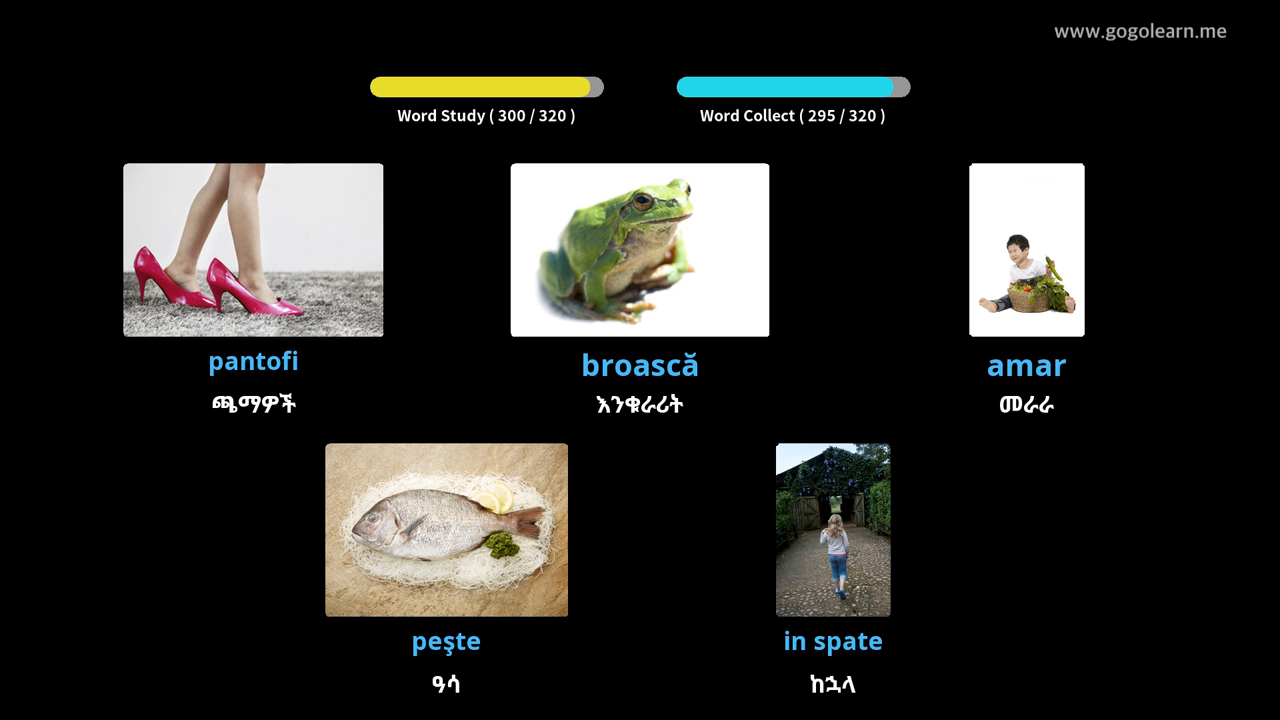 www.gogolearn.me
Word Study ( 300 / 320 )
Word Collect ( 295 / 320 )
pantofi
broască
amar
ጫማዎች
እንቁራሪት
መራራ
peşte
in spate
ዓሳ
ከኋላ